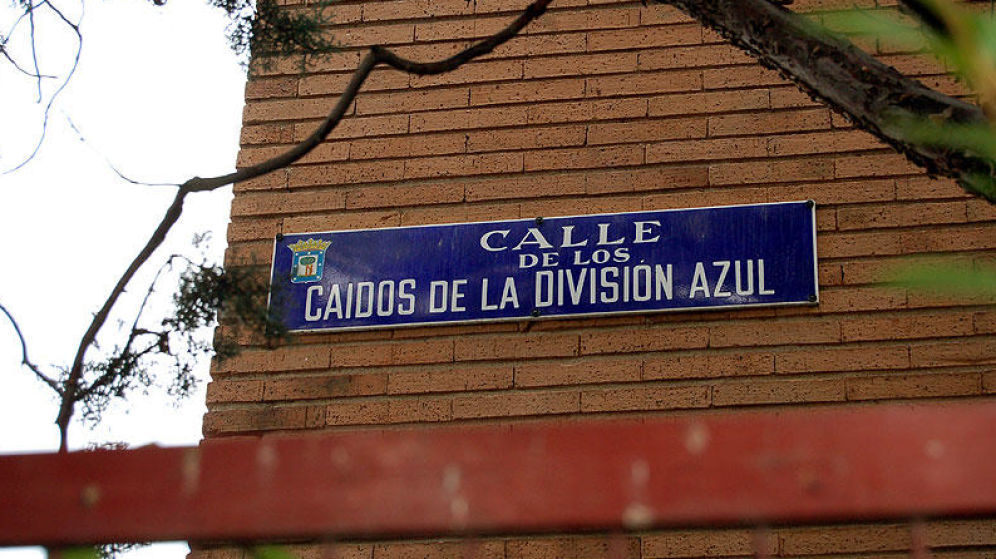 CALLE
DE LOS
CAIDOS DE LA DIVISIÓN AZUL